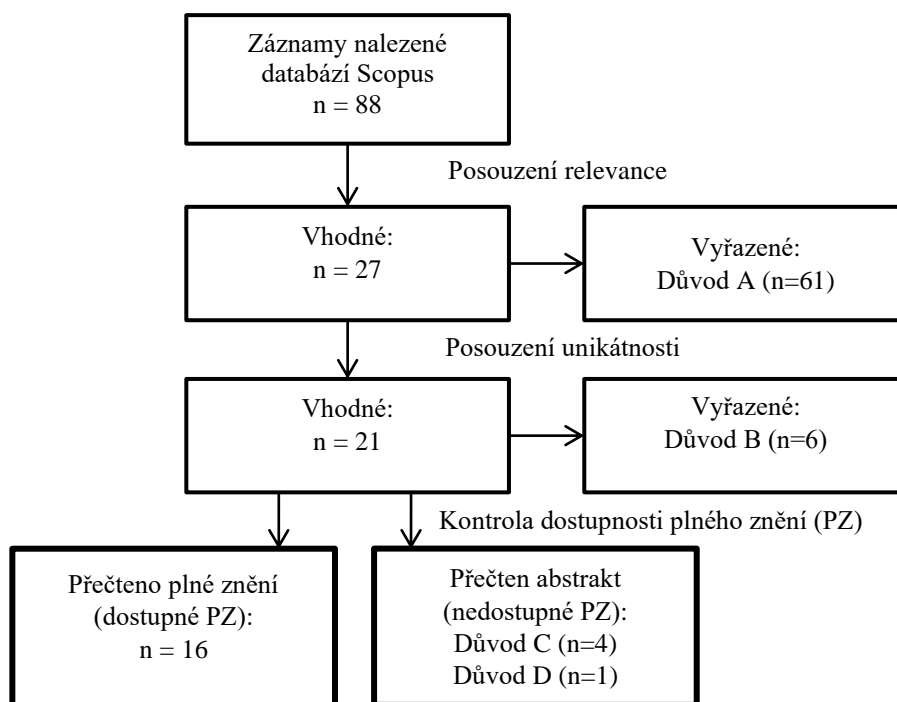 Záznamy nalezené
databází Scopus
n = 88
Posouzení relevance
Vhodné:
n = 27
Vyřazené:
Důvod A (n=61)
Posouzení unikátnosti
Vhodné:
n = 21
Vyřazené:
Důvod B (n=6)
Kontrola dostupnosti plného znění (PZ)
Přečteno plné znění
(dostupné PZ):
n = 16
Přečten abstrakt
(nedostupné PZ):
Důvod C (n=4)
Důvod D (n=1)